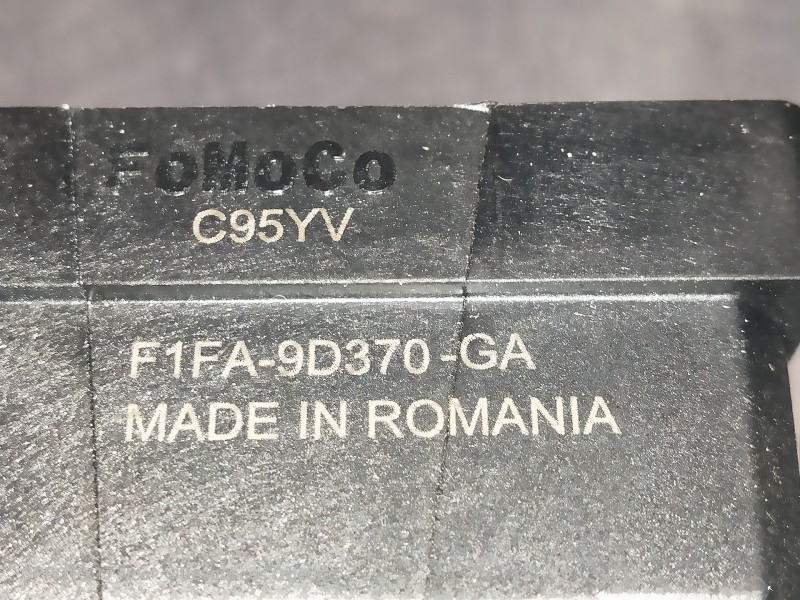 FoMoCo
C95YV
F1FA-9D370-GA
MADE IN ROMANIA